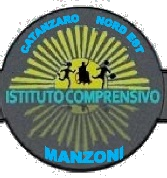 CATANZARO NORD EST
ISTITUTO COMPRENSIVO
MANZONI